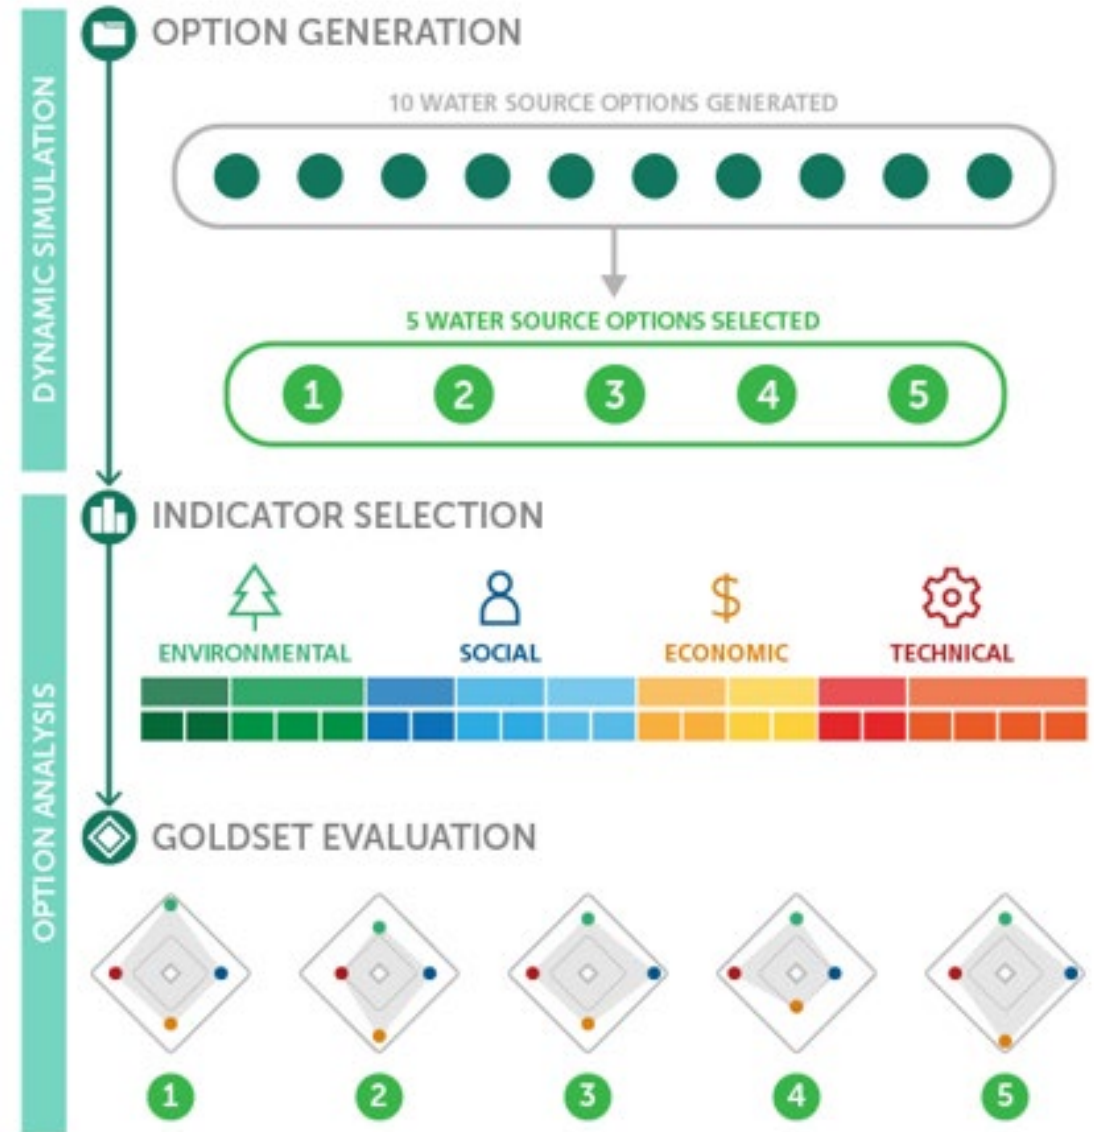 DYNAMIC SIMULATION
OPTION GENERATION
10 WATER SOURCE OPTIONS GENERATED
5 WATER SOURCE OPTIONS SELECTED
1 2 3 4 5
OPTION ANALYSIS
INDICATOR SELECTION
ENVIRONMENTAL SOCIAL $ ECONOMIC TECHNICAL
GOLDSET EVALUATION
1 2 3 4 5